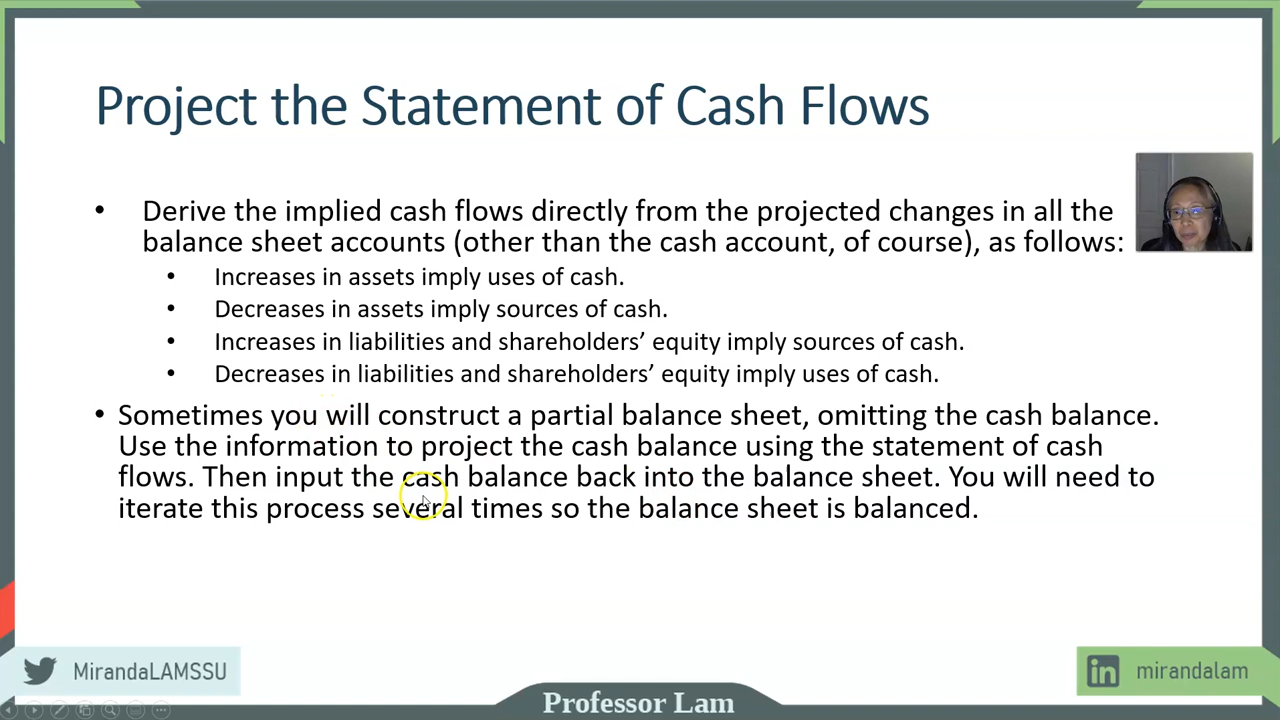 Project the Statement of Cash Flows
• Derive the implied cash flows directly from the projected changes in all the
balance sheet accounts (other than the cash account, of course), as follows:
• Increases in assets imply uses of cash.
• Decreases in assets imply sources of cash.
• Increases in liabilities and shareholders’ equity imply sources of cash.
• Decreases in liabilities and shareholders’ equity imply uses of cash.
• Sometimes you will construct a partial balance sheet, omitting the cash balance.
Use the information to project the cash balance using the statement of cash
flows. Then input the cash balance back into the balance sheet. You will need to
iterate this process several times so the balance sheet is balanced.
MirandaLAMSSU
in mirandalam
Professor Lam